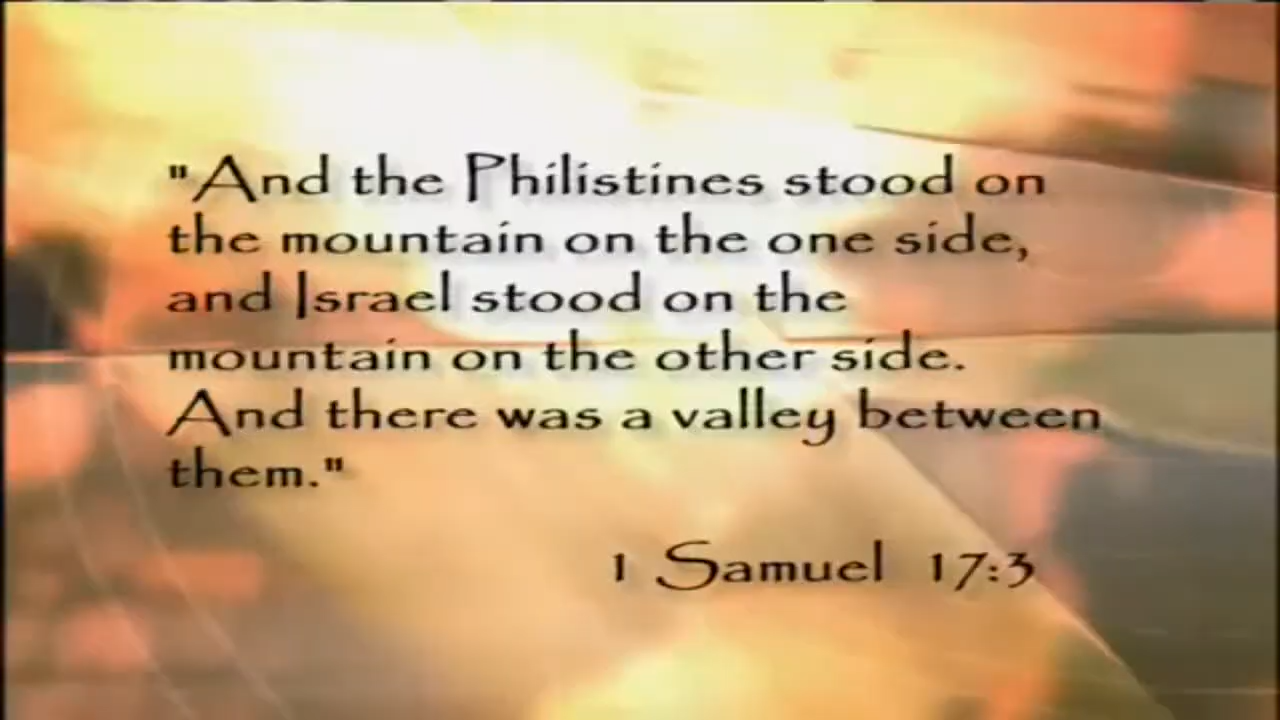 "And the Philistines stood on
the mountain on the one side,
and Israel stood on the
mountain on the other side.
And there was a valley between
them."
1 Samuel 17:3